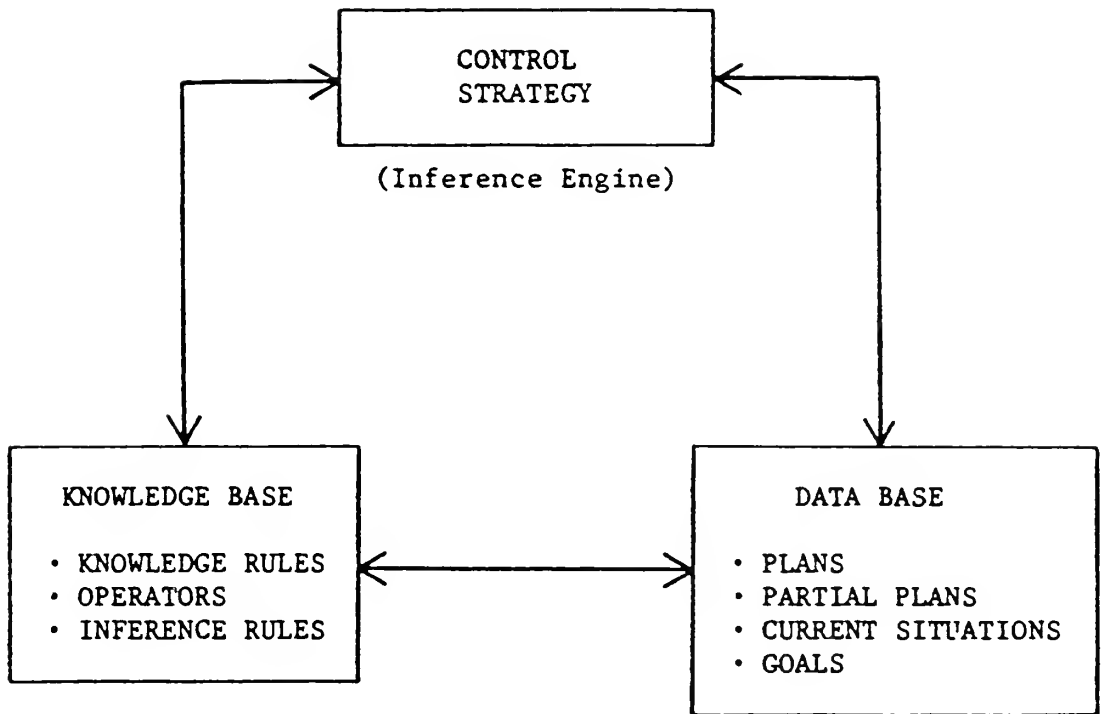 CONTROL
STRATEGY
(Inference Engine)
KNOWLEDGE BASE
· KNOWLEDGE RULES
· OPERATORS
· INFERENCE RULES
DATA BASE
· PLANS
· PARTIAL PLANS
· CURRENT SITUATIONS
· GOALS